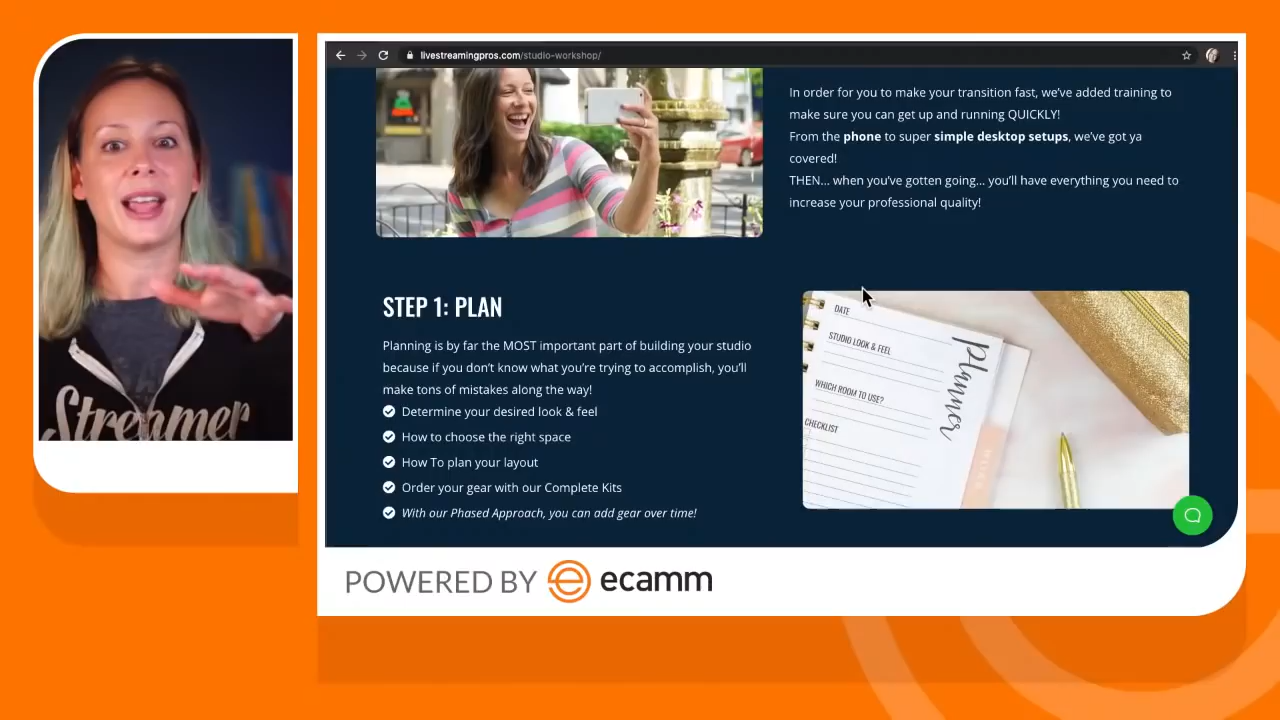 livestreamingpros.com/studio-workshop/
In order for you to make your transition fast, we've added training to
make sure you can get up and running QUICKLY!
From the phone to super simple desktop setups, we've got ya
covered!
THEN... when you've gotten going... you'll have everything you need to
increase your professional quality!
STEP 1: PLAN
Planning is by far the MOST important part of building your studio
because if you don't know what you're trying to accomplish, you'll
make tons of mistakes along the way!
Determine your desired look & feel
How to choose the right space
How To plan your layout
Order your gear with our Complete Kits
With our Phased Approach, you can add gear over time!
DATE
STUDIO LOOK & FEEL
WHICH ROOM TO USE?
CHECKLIST
planner
Streamer
POWERED BY ecamm